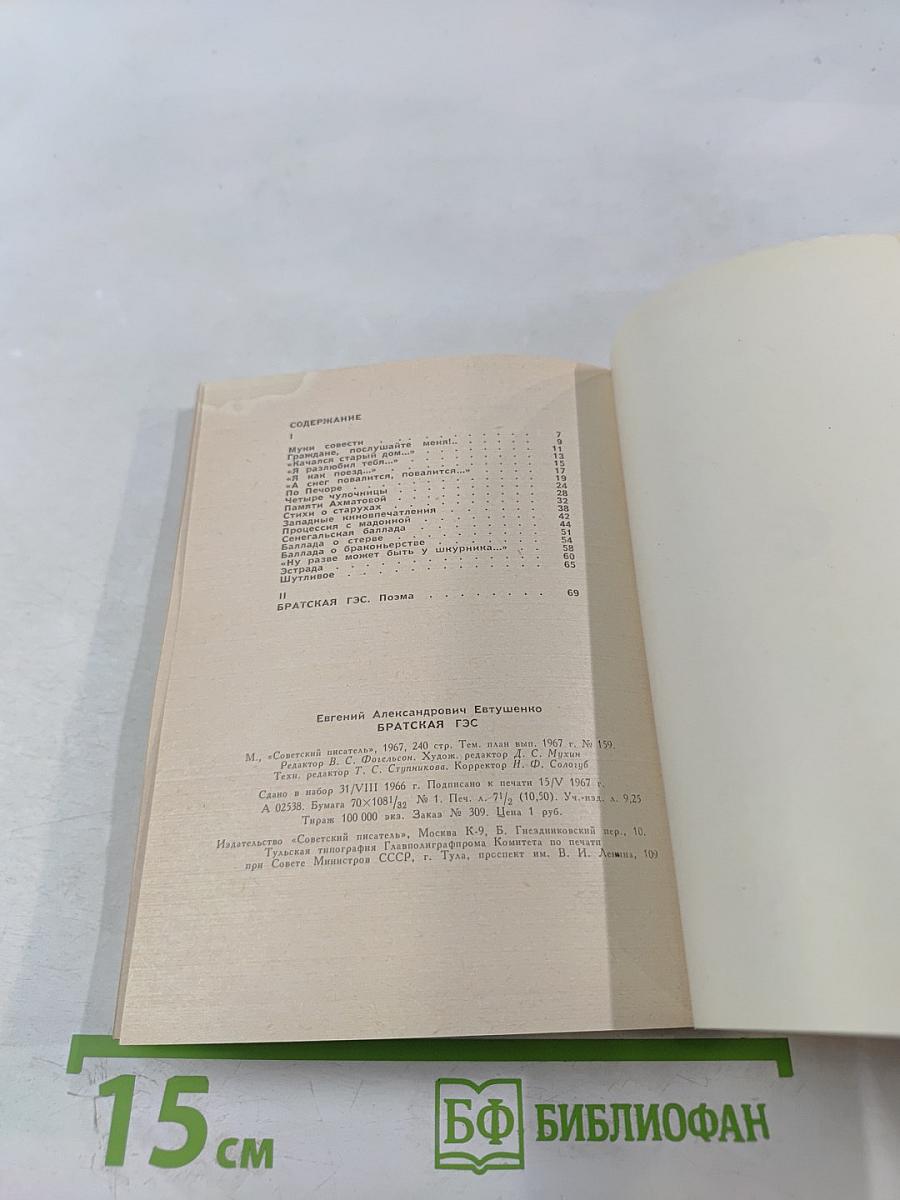 СОДЕРЖАНИЕ
I
Муки совести . . . . . . . . . . 7
Граждане, послушайте меня!.. . . . . . 9
«Качался старый дом...» . . . . . . . 11
«Я разлюбил тебя...» . . . . . . . . 13
«Я как поезд...» . . . . . . . . . 15
«А снег повалится, повалится...» . . . . 17
По Печоре . . . . . . . . . . 19
Четыре чулочницы . . . . . . . . 24
Памяти Ахматовой . . . . . . . . 28
Стихи о старухах . . . . . . . . 32
Западные киновпечатления . . . . . . 38
Процессия с мадонной . . . . . . . 42
Сенегальская баллада . . . . . . . 44
Баллада о стерве . . . . . . . . 51
Баллада о браконьерстве . . . . . . 54
«Ну разве может быть у шкурника...» . . . 58
Эстрада . . . . . . . . . . . 60
Шутливое . . . . . . . . . . 65
II
БРАТСКАЯ ГЭС. Поэма . . . . . . . . 69
Евгений Александрович Евтушенко
БРАТСКАЯ ГЭС
М., «Советский писатель», 1967, 240 стр. Тем. план вып. 1967 г. № 159.
Редактор В. С. Фогельсон. Худож. редактор Д. С. Мухин
Техн. редактор Т. С. Ступникова. Корректор И. Ф. Сологуб
Сдано в набор 31/VIII 1966 г. Подписано к печати 15/V 1967 г.
А 02538. Бумага 70×108¹/₃₂ № 1. Печ. л. 7¹/₂ (10,50). Уч.-изд. л. 9,25
Тираж 100 000 экз. Заказ № 309. Цена 1 руб.
Издательство «Советский писатель», Москва К-9, Б. Гнездниковский пер., 10.
Тульская типография Главполиграфпрома Комитета по печати
при Совете Министров СССР, г. Тула, проспект им. В. И. Ленина, 109
15 см
БФ БИБЛИОФАН